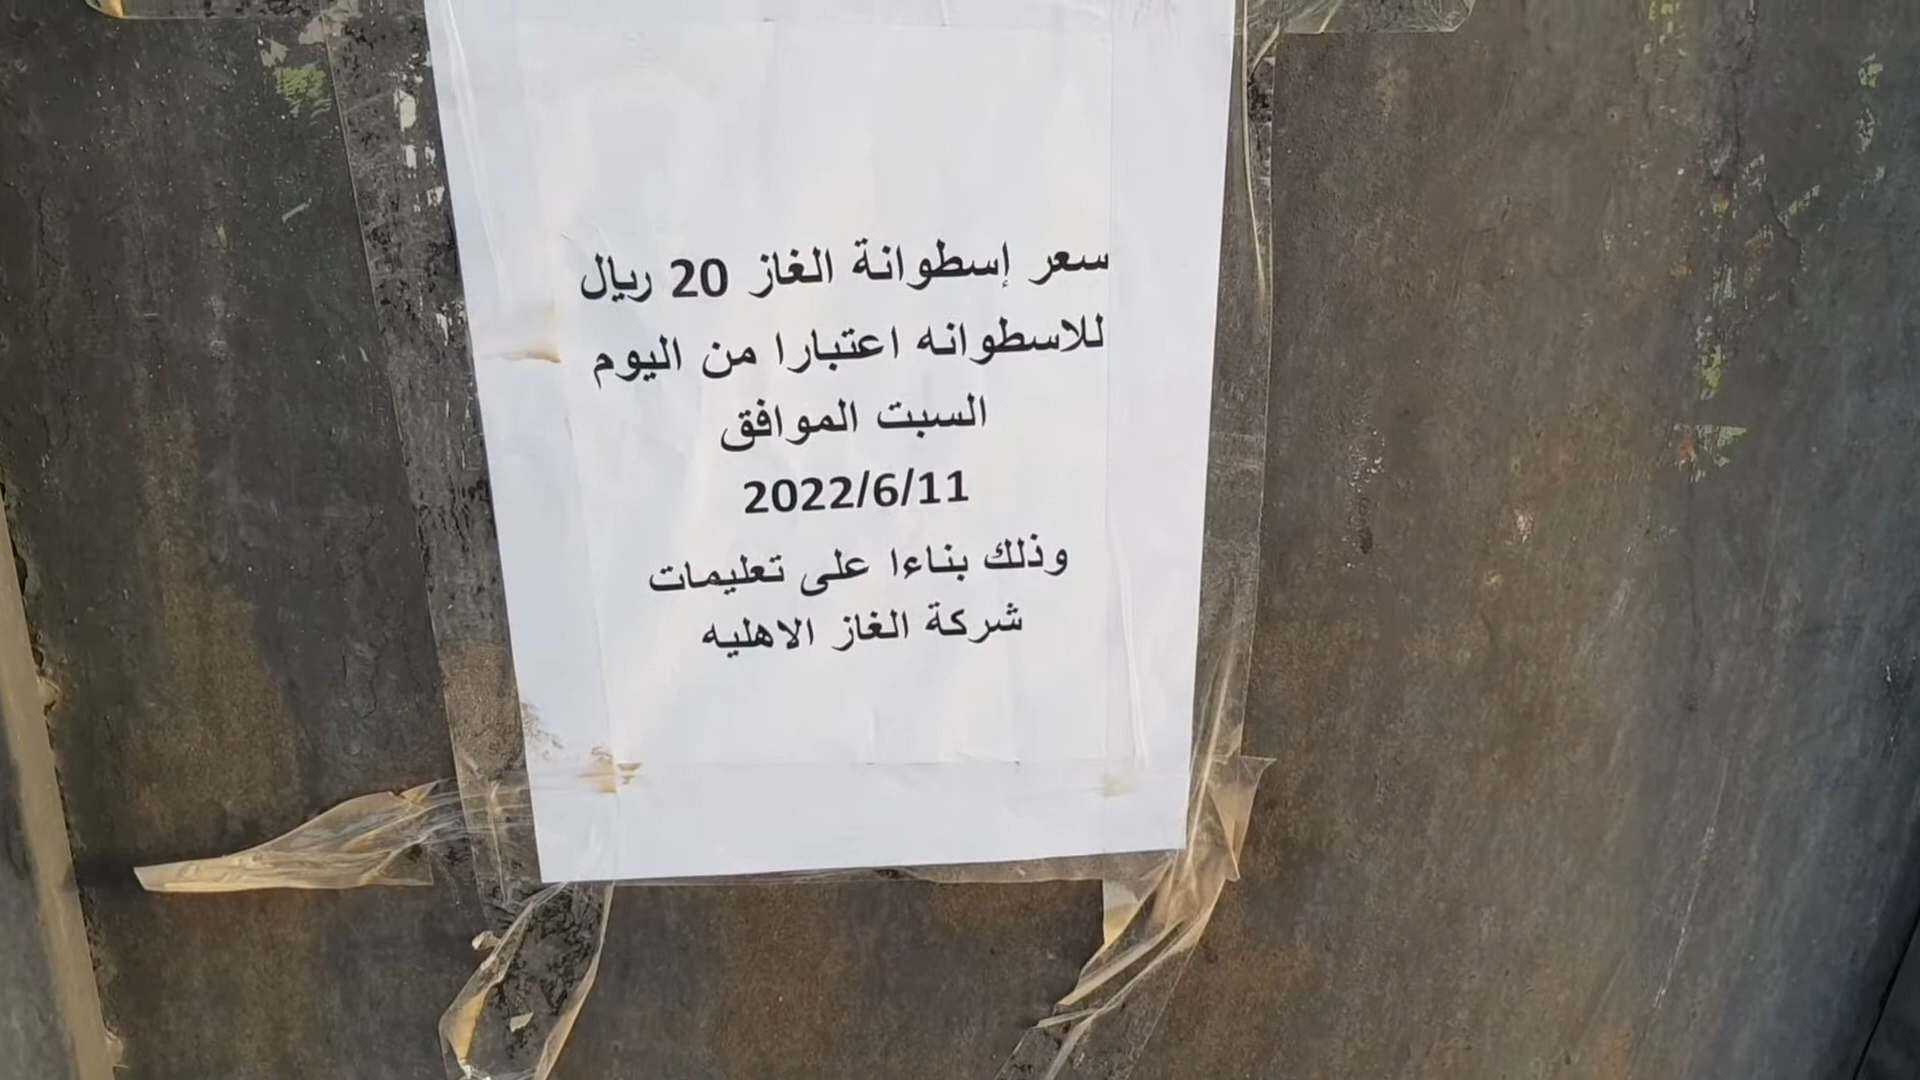 سعر إسطوانة الغاز 20 ريال
للاسطوانه اعتبارا من اليوم
السبت الموافق
2022/6/11
وذلك بناءا على تعليمات
شركة الغاز الاهليه